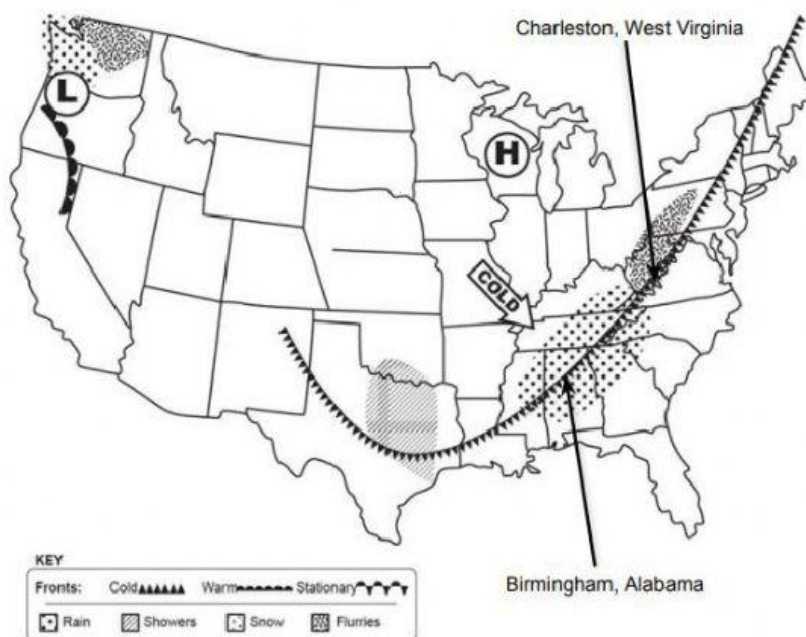 Charleston, West Virginia
L
H
COLD
Birmingham, Alabama
KEY
Fronts: Cold Warm Stationary
Rain Showers Snow Flurries